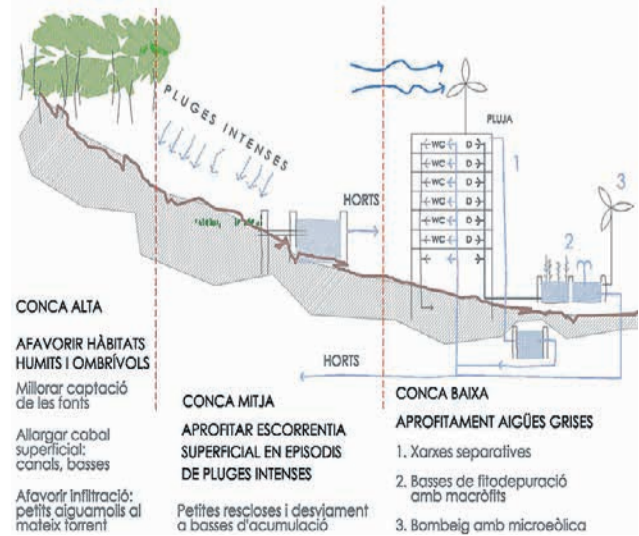 PLUGES INTENSES
PLUJA
1
WC D
WC D
WC D
WC D
WC D
WC D
HORTS
2
3
HORTS
CONCA ALTA
AFAVORIR HÀBITATS
HUMITS I OMBRÍVOLS
Millorar captació
de les fonts
Allargar cabal
superficial:
canals, basses
Afavorir infiltració:
petits aiguamolls al
mateix torrent
CONCA MITJA
APROFITAR ESCORRENTIA
SUPERFICIAL EN EPISODIS
DE PLUGES INTENSES
Petites rescloses i desviament
a basses d'acumulació
CONCA BAIXA
APROFITAMENT AIGÜES GRISES
1. Xarxes separatives
2. Basses de fitodepuració
amb macròfits
3. Bombeig amb microeòlica